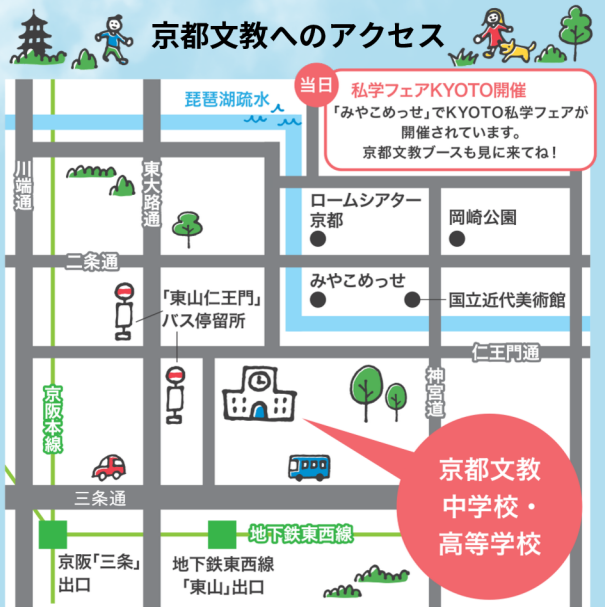 京都文教へのアクセス
当日
私学フェアKYOTO開催
「みやこめっせ」でKYOTO私学フェアが
開催されています。
京都文教ブースも見に来てね！
琵琶湖疏水
川端通
東大路通
ロームシアター
京都
岡崎公園
二条通
みやこめっせ
国立近代美術館
「東山仁王門」
バス停留所
仁王門通
神宮道
京阪本線
京都文教
中学校・
高等学校
三条通
地下鉄東西線
京阪「三条」
出口
地下鉄東西線
「東山」出口